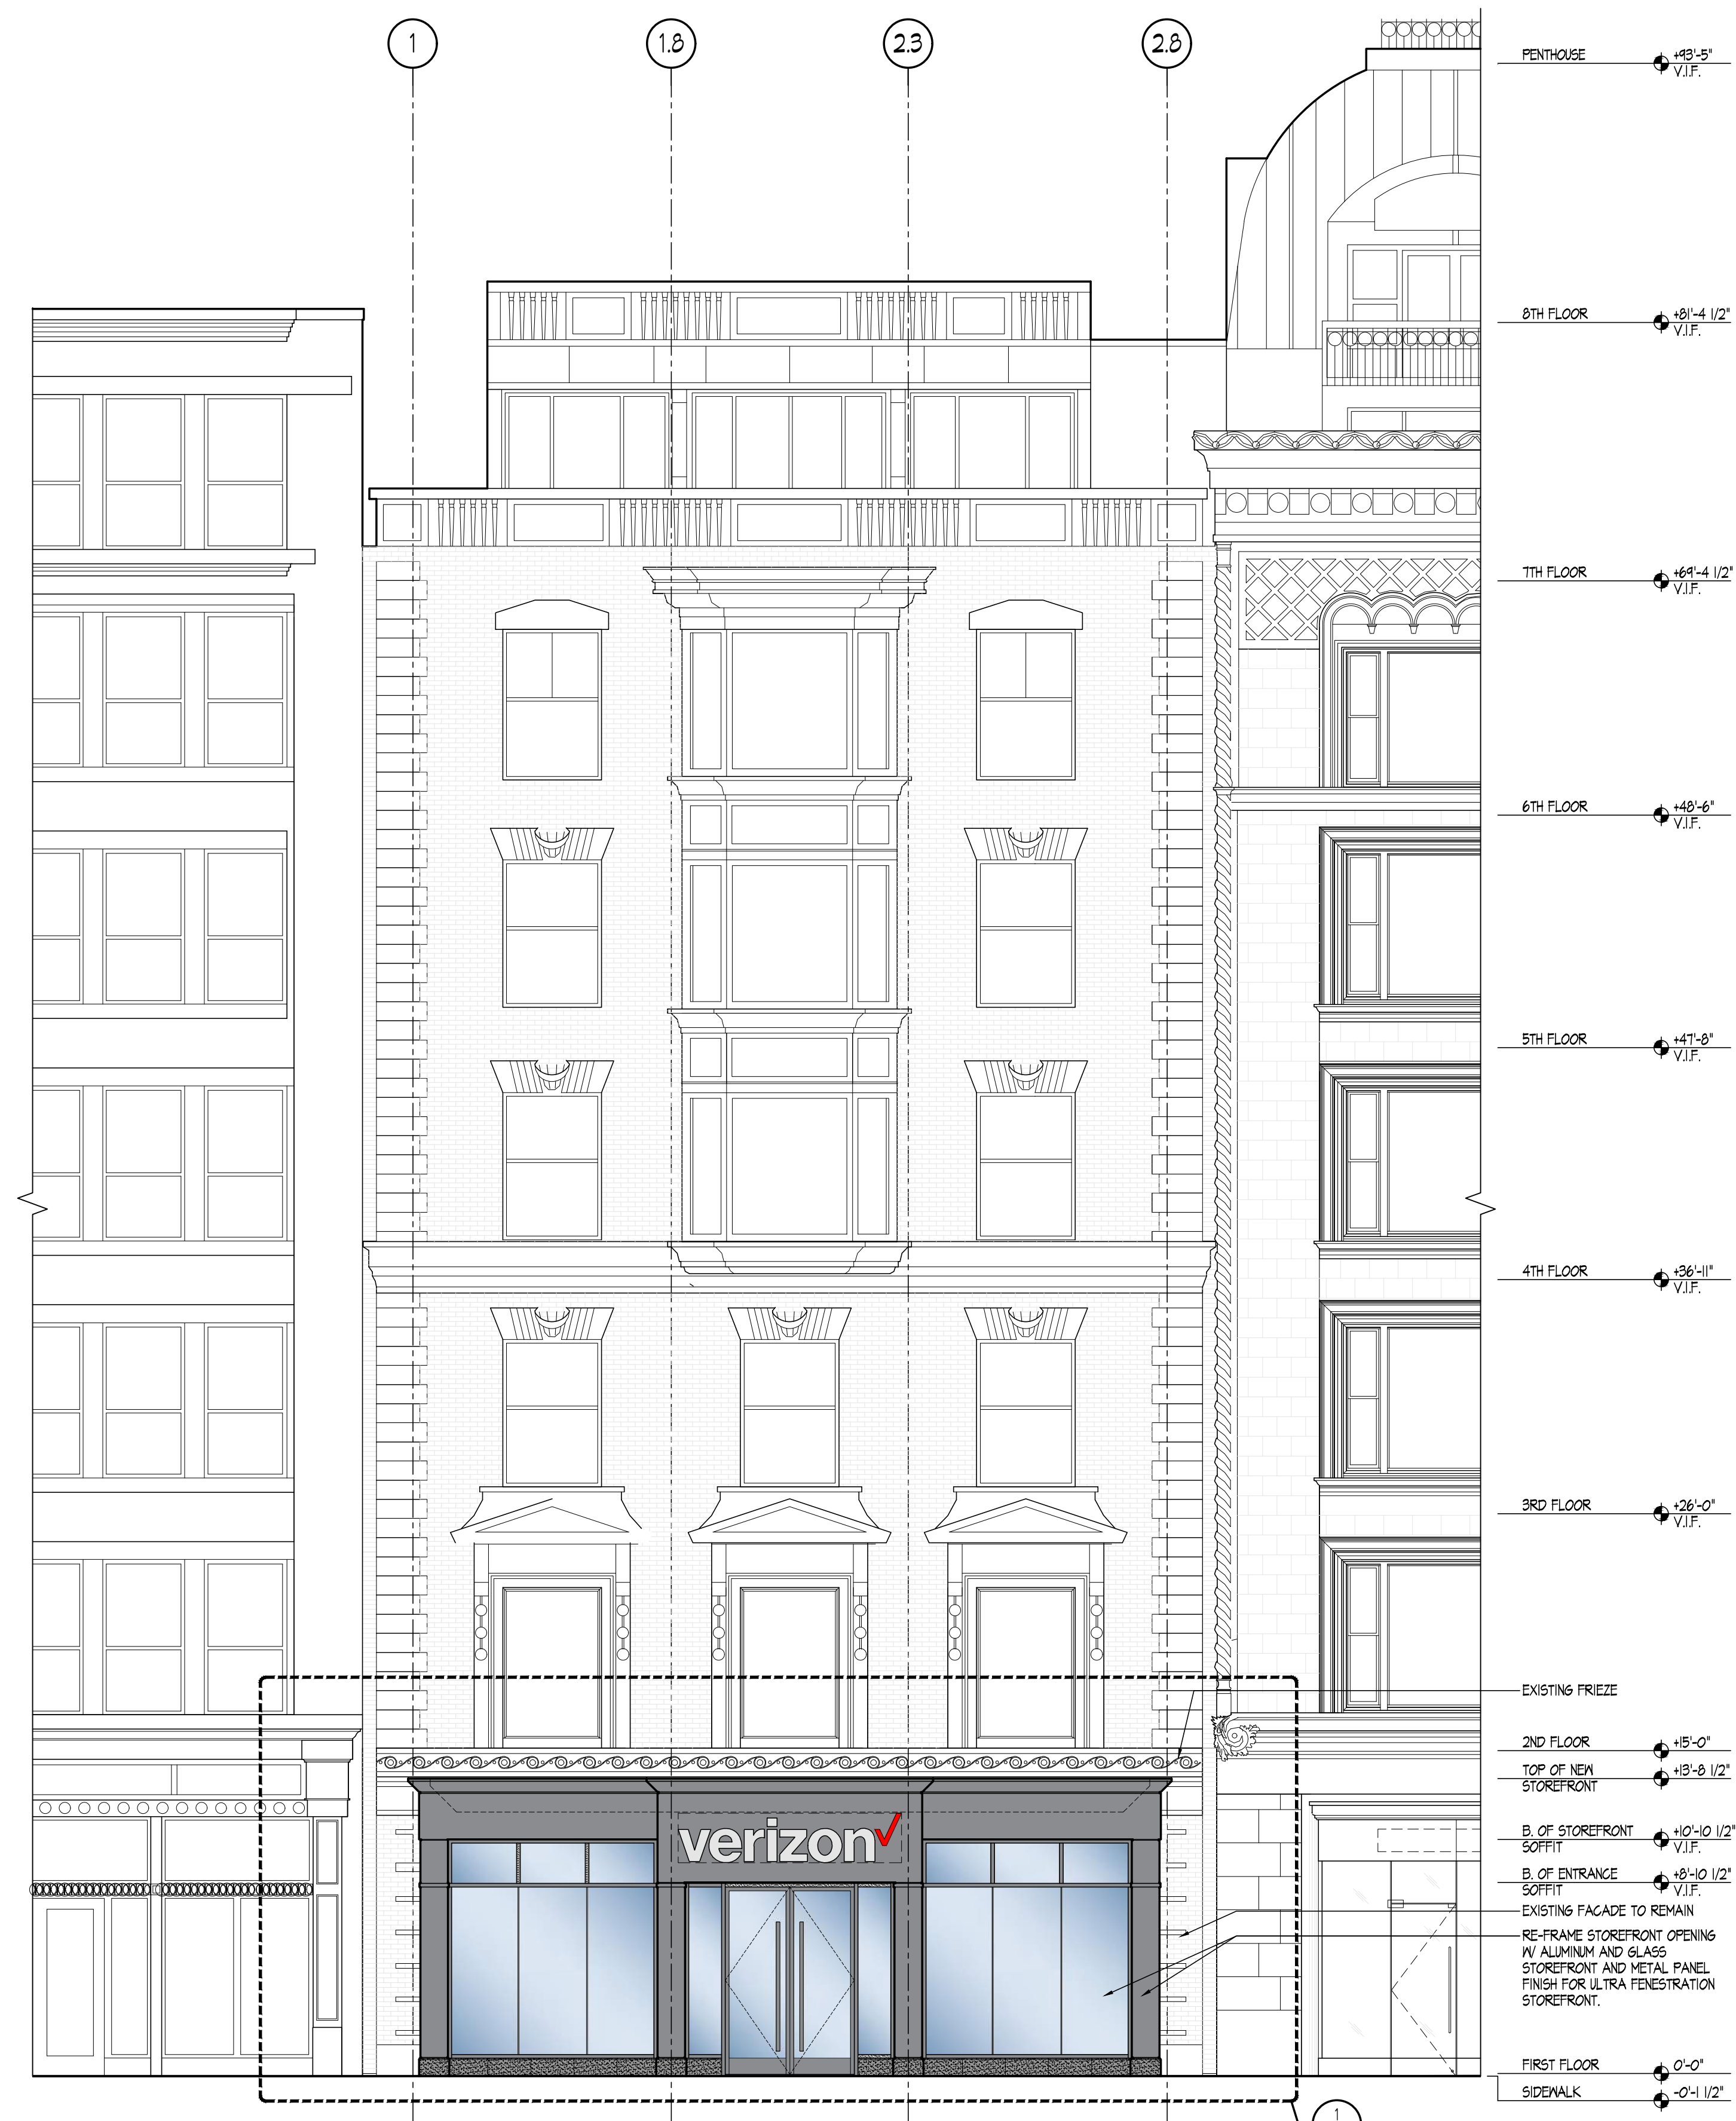 1
1.8
2.3
2.8
PENTHOUSE +93'-5"
V.I.F.
8TH FLOOR +81'-4 1/2"
V.I.F.
7TH FLOOR +69'-4 1/2"
V.I.F.
6TH FLOOR +48'-6"
V.I.F.
5TH FLOOR +47'-8"
V.I.F.
4TH FLOOR +36'-11"
V.I.F.
3RD FLOOR +26'-0"
V.I.F.
EXISTING FRIEZE
2ND FLOOR +15'-0"
TOP OF NEW +13'-8 1/2"
STOREFRONT
verizon
B. OF STOREFRONT +10'-10 1/2"
SOFFIT V.I.F.
B. OF ENTRANCE +8'-10 1/2"
SOFFIT V.I.F.
EXISTING FACADE TO REMAIN
RE-FRAME STOREFRONT OPENING
W/ ALUMINUM AND GLASS
STOREFRONT AND METAL PANEL
FINISH FOR ULTRA FENESTRATION
STOREFRONT.
FIRST FLOOR 0'-0"
SIDEWALK -0'-1 1/2"
1